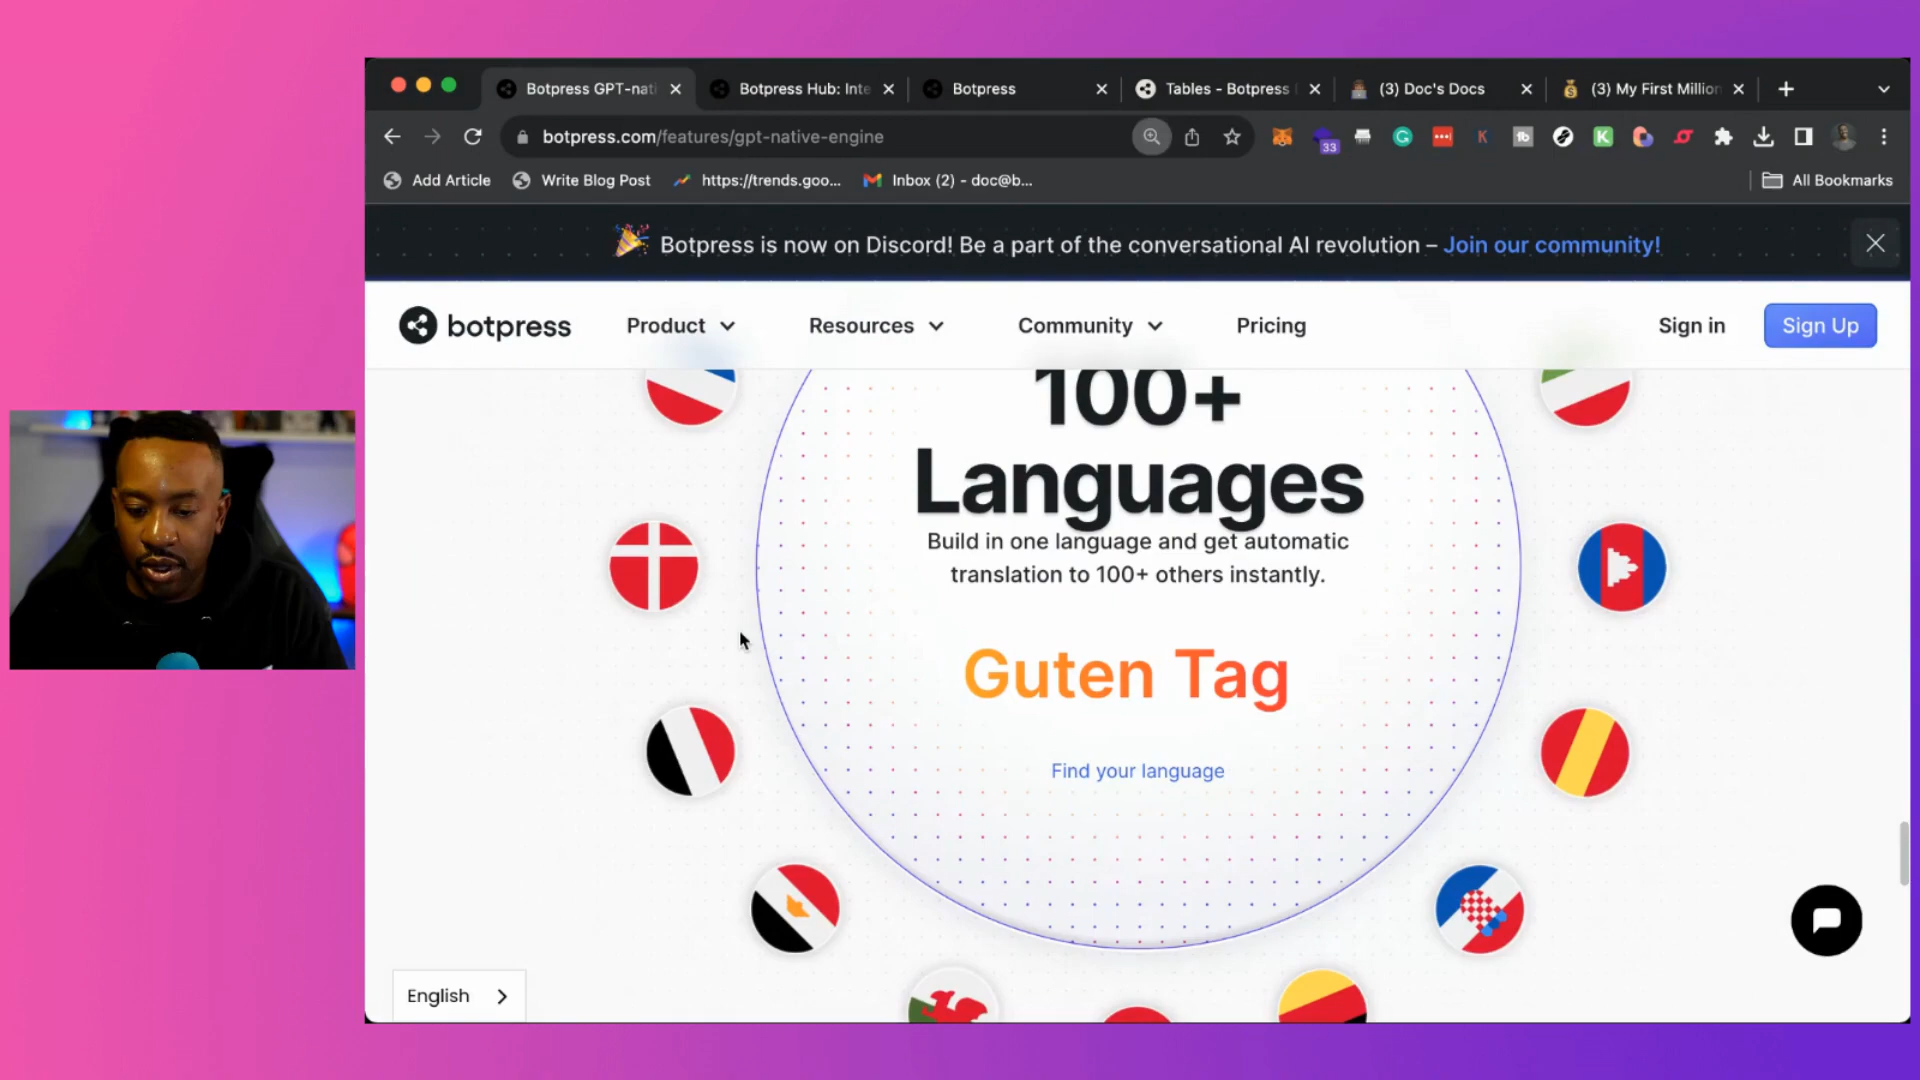 Botpress GPT-nati
Botpress Hub: Inte
Botpress
Tables - Botpress
(3) Doc's Docs
(3) My First Million
botpress.com/features/gpt-native-engine
33
Add Article
Write Blog Post
https://trends.goo...
Inbox (2) - doc@b...
All Bookmarks
Botpress is now on Discord! Be a part of the conversational AI revolution – Join our community!
botpress
Product
Resources
Community
Pricing
Sign in
Sign Up
100+
Languages
Build in one language and get automatic
translation to 100+ others instantly.
Guten Tag
Find your language
English